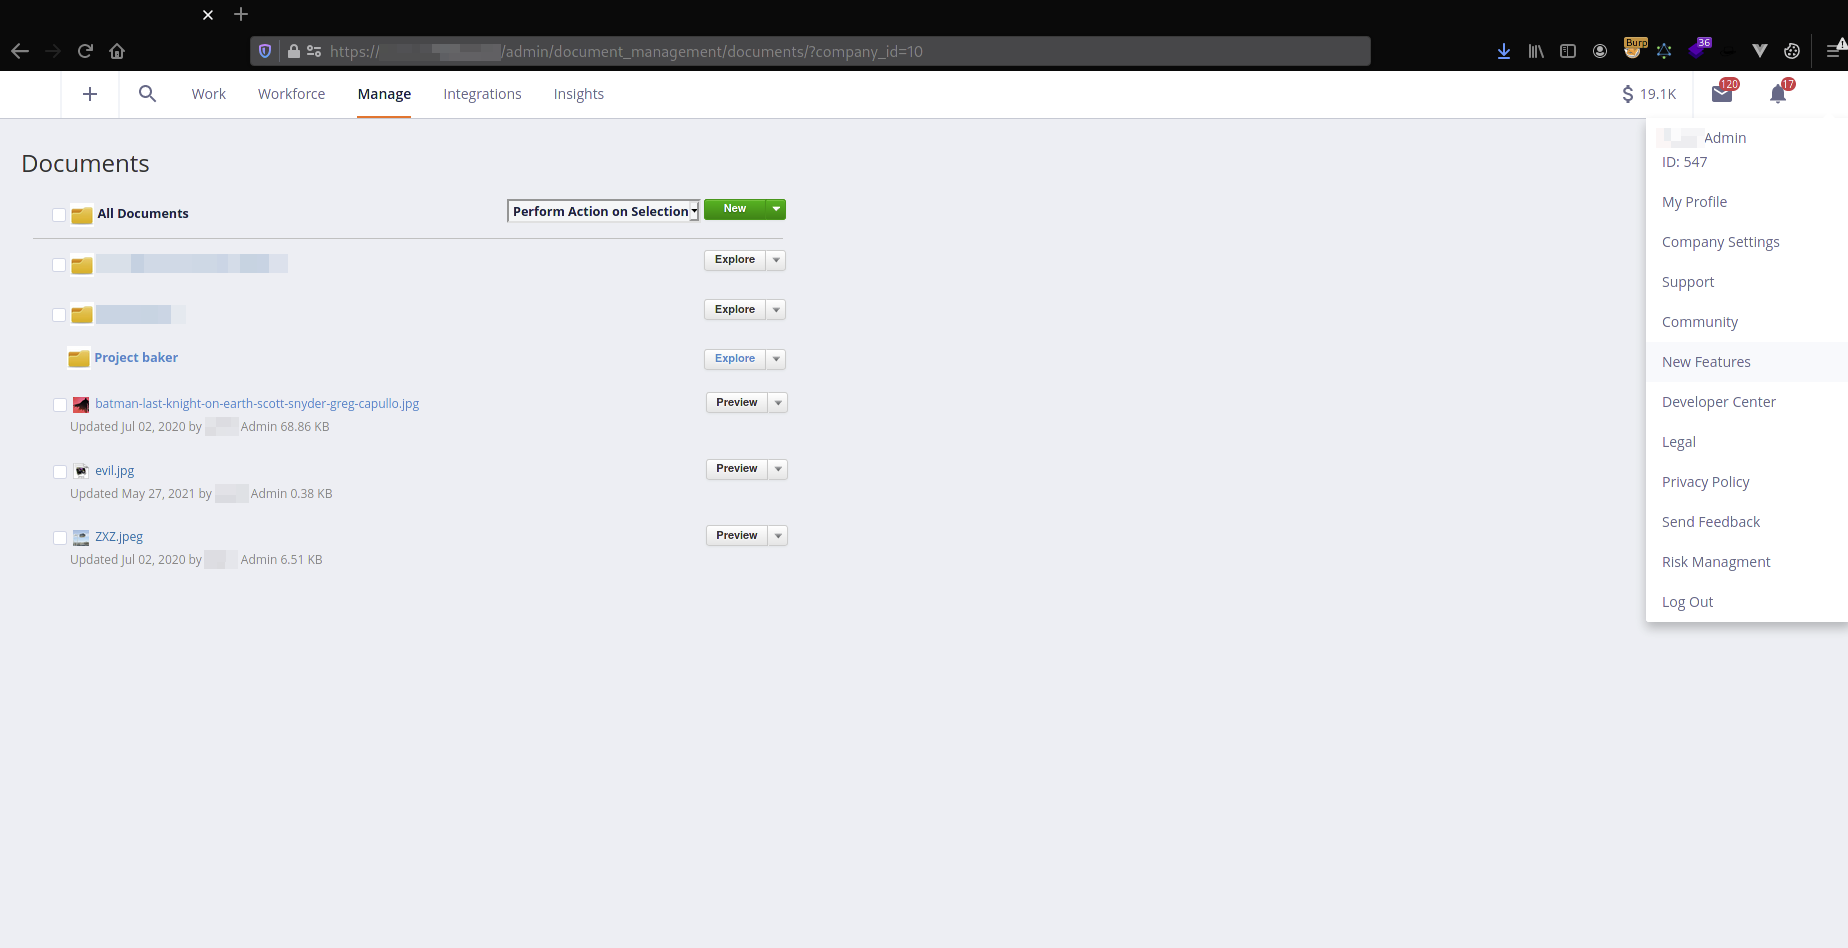 https:// /admin/document_management/documents/?company_id=10
Burp
36
Work Workforce Manage Integrations Insights
$ 19.1K
120
17
Admin
ID: 547
My Profile
Company Settings
Support
Community
New Features
Developer Center
Legal
Privacy Policy
Send Feedback
Risk Managment
Log Out
Documents
All Documents Perform Action on Selection New
Explore
Explore
Project baker Explore
batman-last-knight-on-earth-scott-snyder-greg-capullo.jpg Preview
Updated Jul 02, 2020 by Admin 68.86 KB
evil.jpg Preview
Updated May 27, 2021 by Admin 0.38 KB
ZXZ.jpeg Preview
Updated Jul 02, 2020 by Admin 6.51 KB